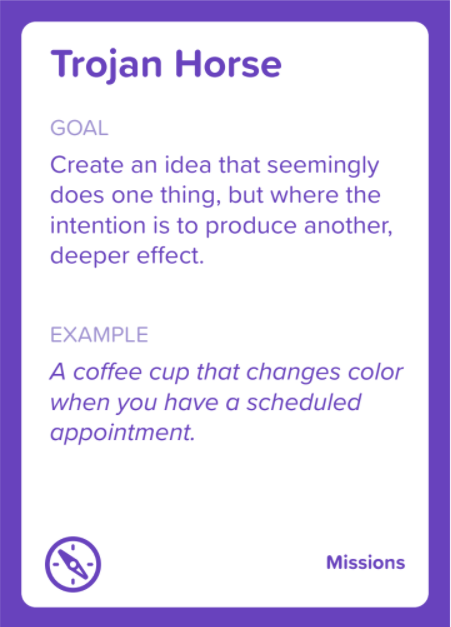 Trojan Horse
GOAL
Create an idea that seemingly
does one thing, but where the
intention is to produce another,
deeper effect.
EXAMPLE
A coffee cup that changes color
when you have a scheduled
appointment.
Missions